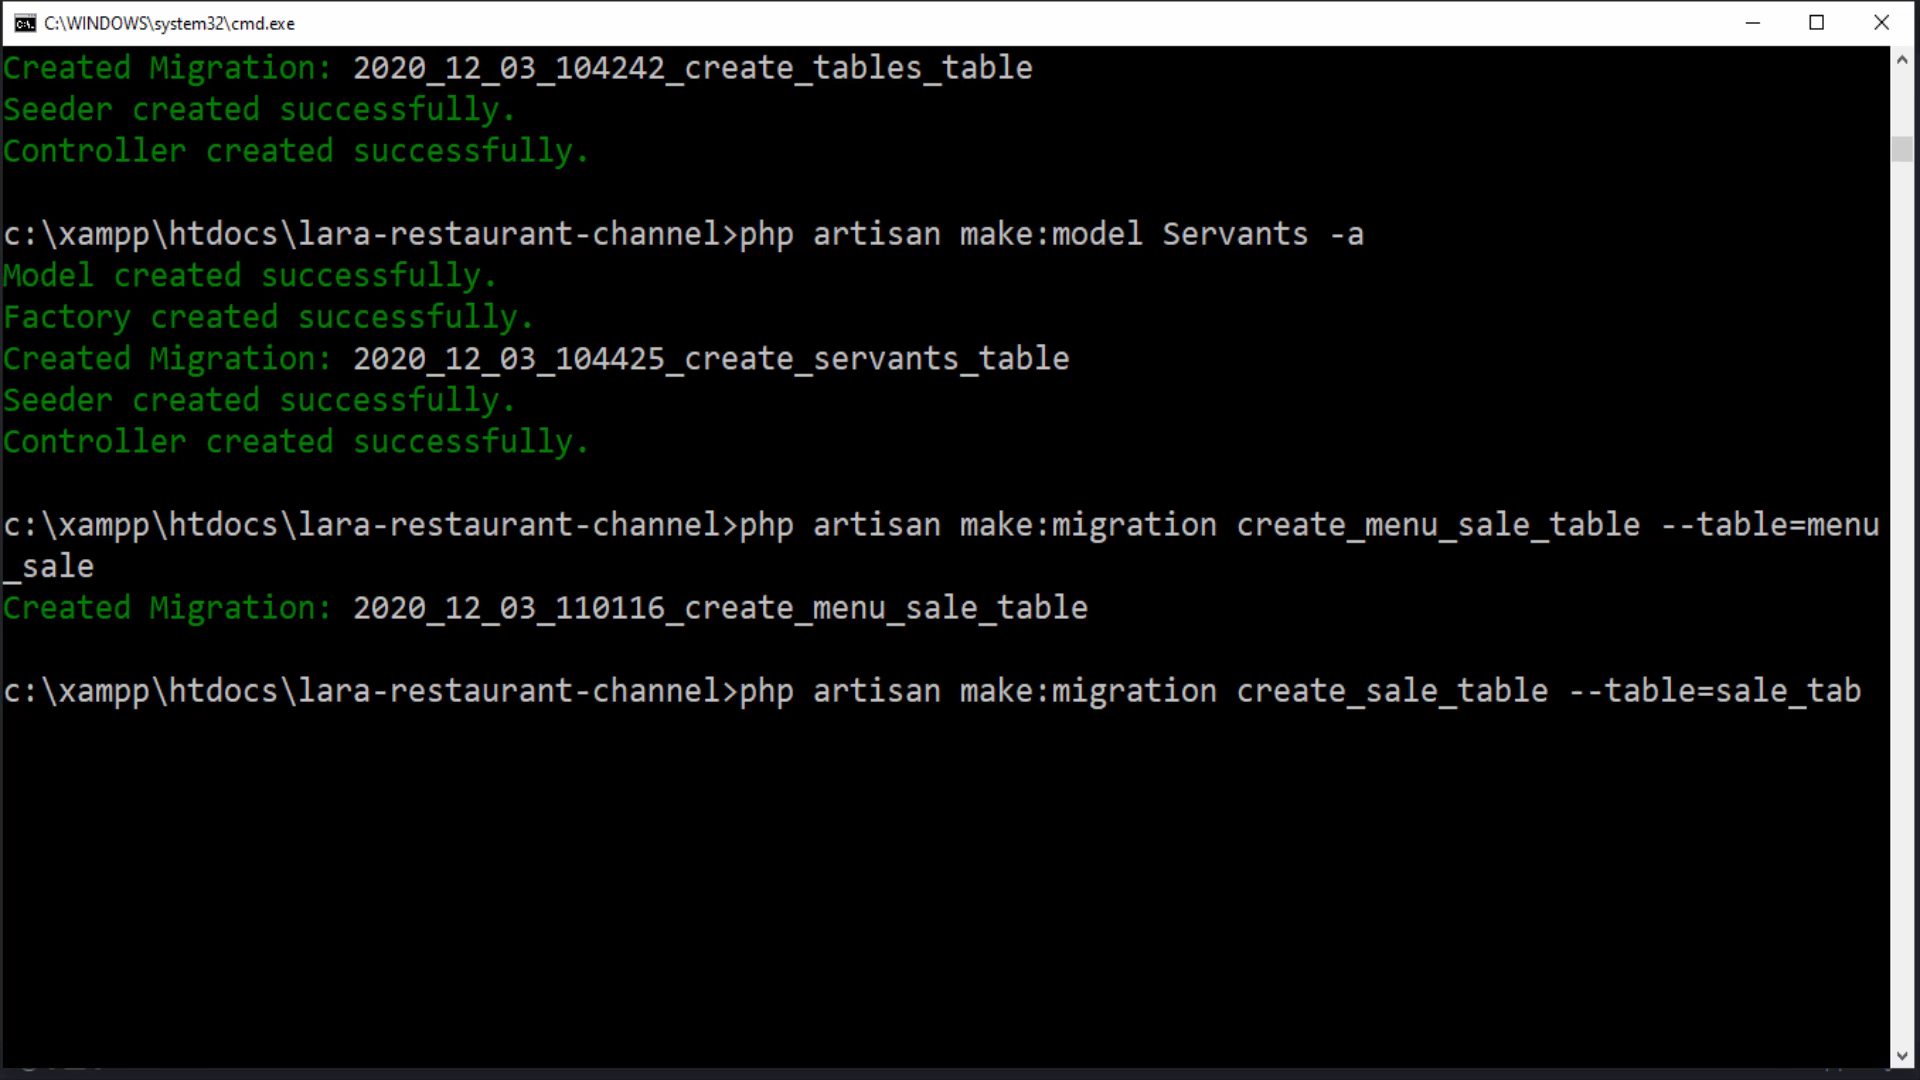 C:\WINDOWS\system32\cmd.exe
Created Migration: 2020_12_03_104242_create_tables_table
Seeder created successfully.
Controller created successfully.
c:\xampp\htdocs\lara-restaurant-channel>php artisan make:model Servants -a
Model created successfully.
Factory created successfully.
Created Migration: 2020_12_03_104425_create_servants_table
Seeder created successfully.
Controller created successfully.
c:\xampp\htdocs\lara-restaurant-channel>php artisan make:migration create_menu_sale_table --table=menu
_sale
Created Migration: 2020_12_03_110116_create_menu_sale_table
c:\xampp\htdocs\lara-restaurant-channel>php artisan make:migration create_sale_table --table=sale_tab